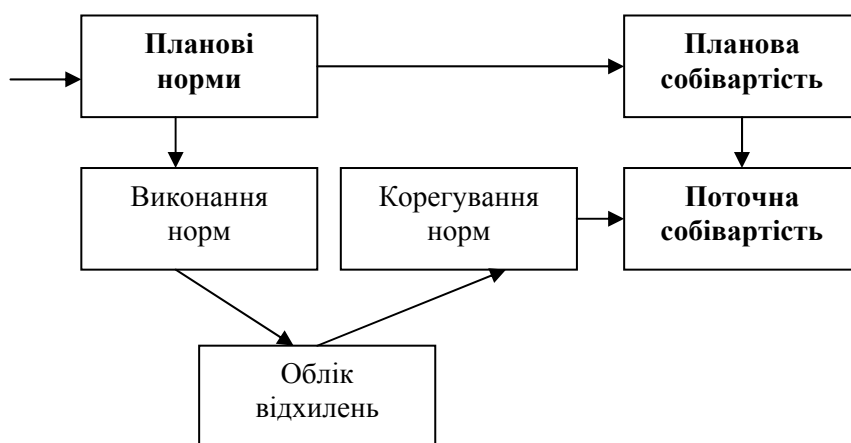 Планові
норми
Планова
собівартість
Виконання
норм
Корегування
норм
Поточна
собівартість
Облік
відхилень